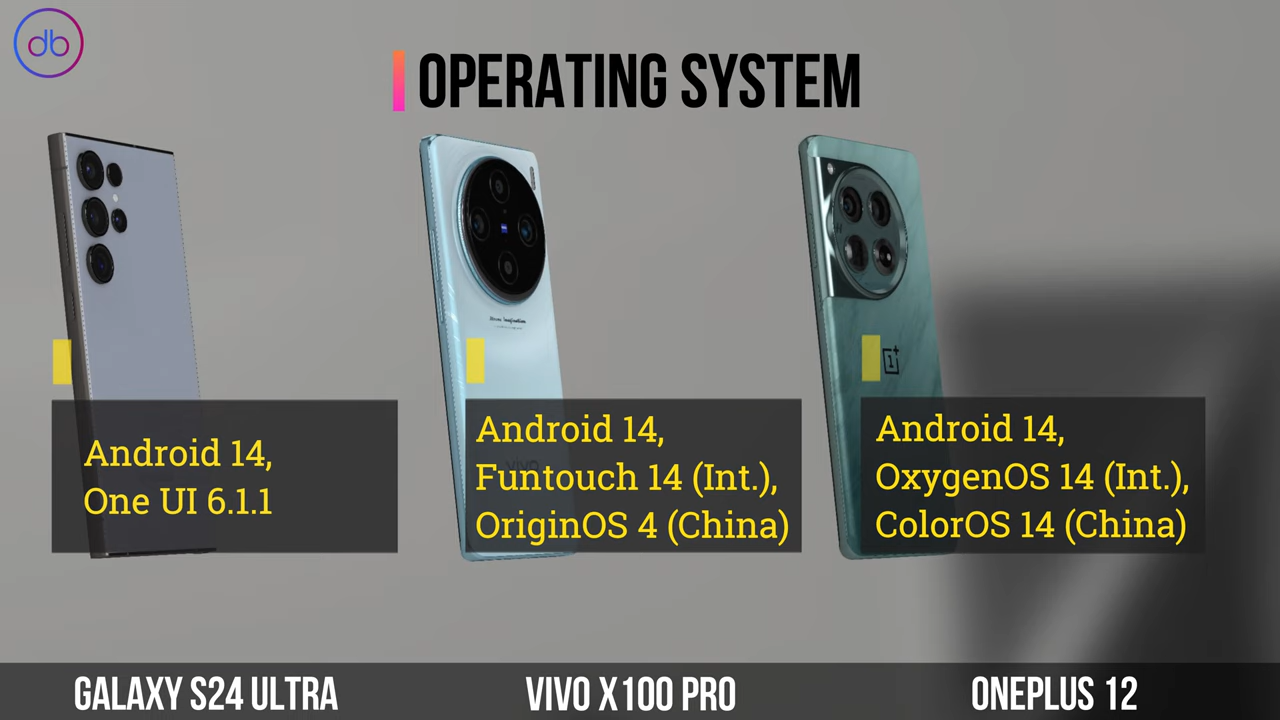 db
OPERATING SYSTEM
Android 14,
One UI 6.1.1
Android 14,
Funtouch 14 (Int.),
OriginOS 4 (China)
Android 14,
OxygenOS 14 (Int.),
ColorOS 14 (China)
GALAXY S24 ULTRA
VIVO X100 PRO
ONEPLUS 12